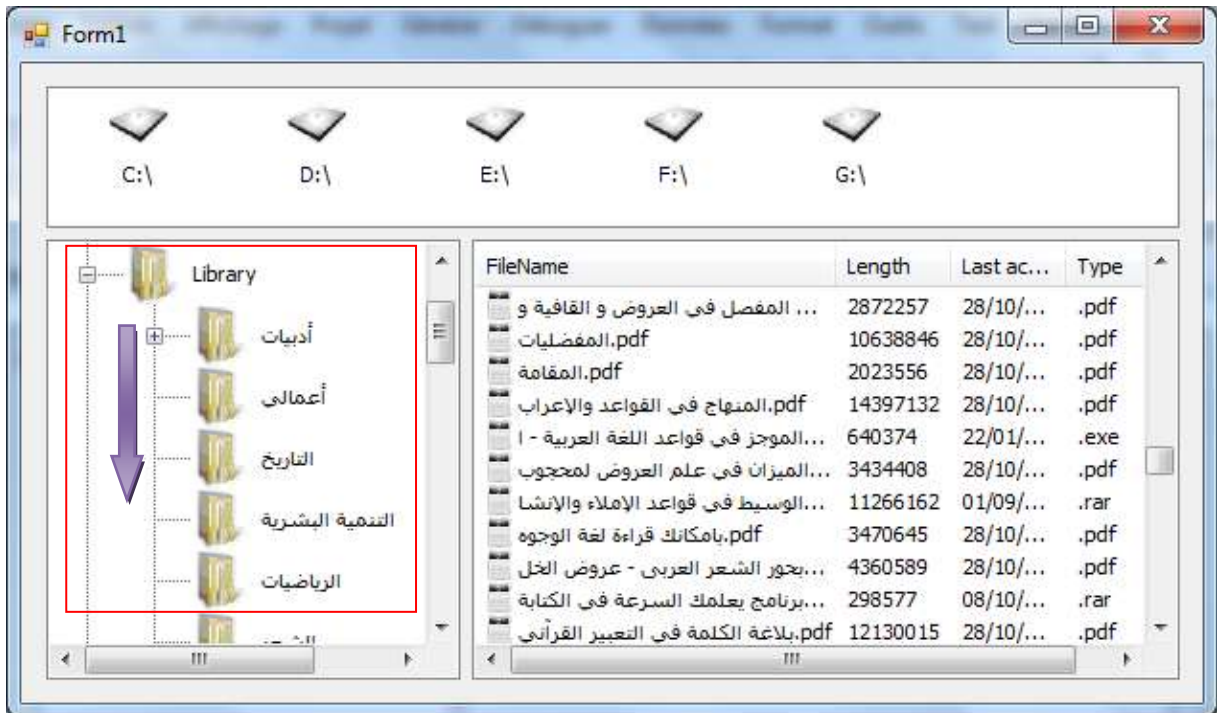 Form1
C:\ D:\ E:\ F:\ G:\
Library
أدبيات
أعمالي
التاريخ
التنمية البشرية
الرياضيات
FileName Length Last ac... Type
المفصل في العروض و القافية و ... 2872257 28/10/... .pdf
المفضليات.pdf 10638846 28/10/... .pdf
المقامة.pdf 2023556 28/10/... .pdf
المنهاج في القواعد والإعراب.pdf 14397132 28/10/... .pdf
الموجز في قواعد اللغة العربية - ا... 640374 22/01/... .exe
الميزان في علم العروض لمحجوب... 3434408 28/10/... .pdf
الوسيط في قواعد الإملاء والإنشا... 11266162 01/09/... .rar
بامكانك قراءة لغة الوجوه.pdf 3470645 28/10/... .pdf
بحور الشعر العربي - عروض الخل... 4360589 28/10/... .pdf
برنامج يعلمك السرعة في الكتابة... 298577 08/10/... .rar
بلاغة الكلمة في التعبير القرآني.pdf 12130015 28/10/... .pdf